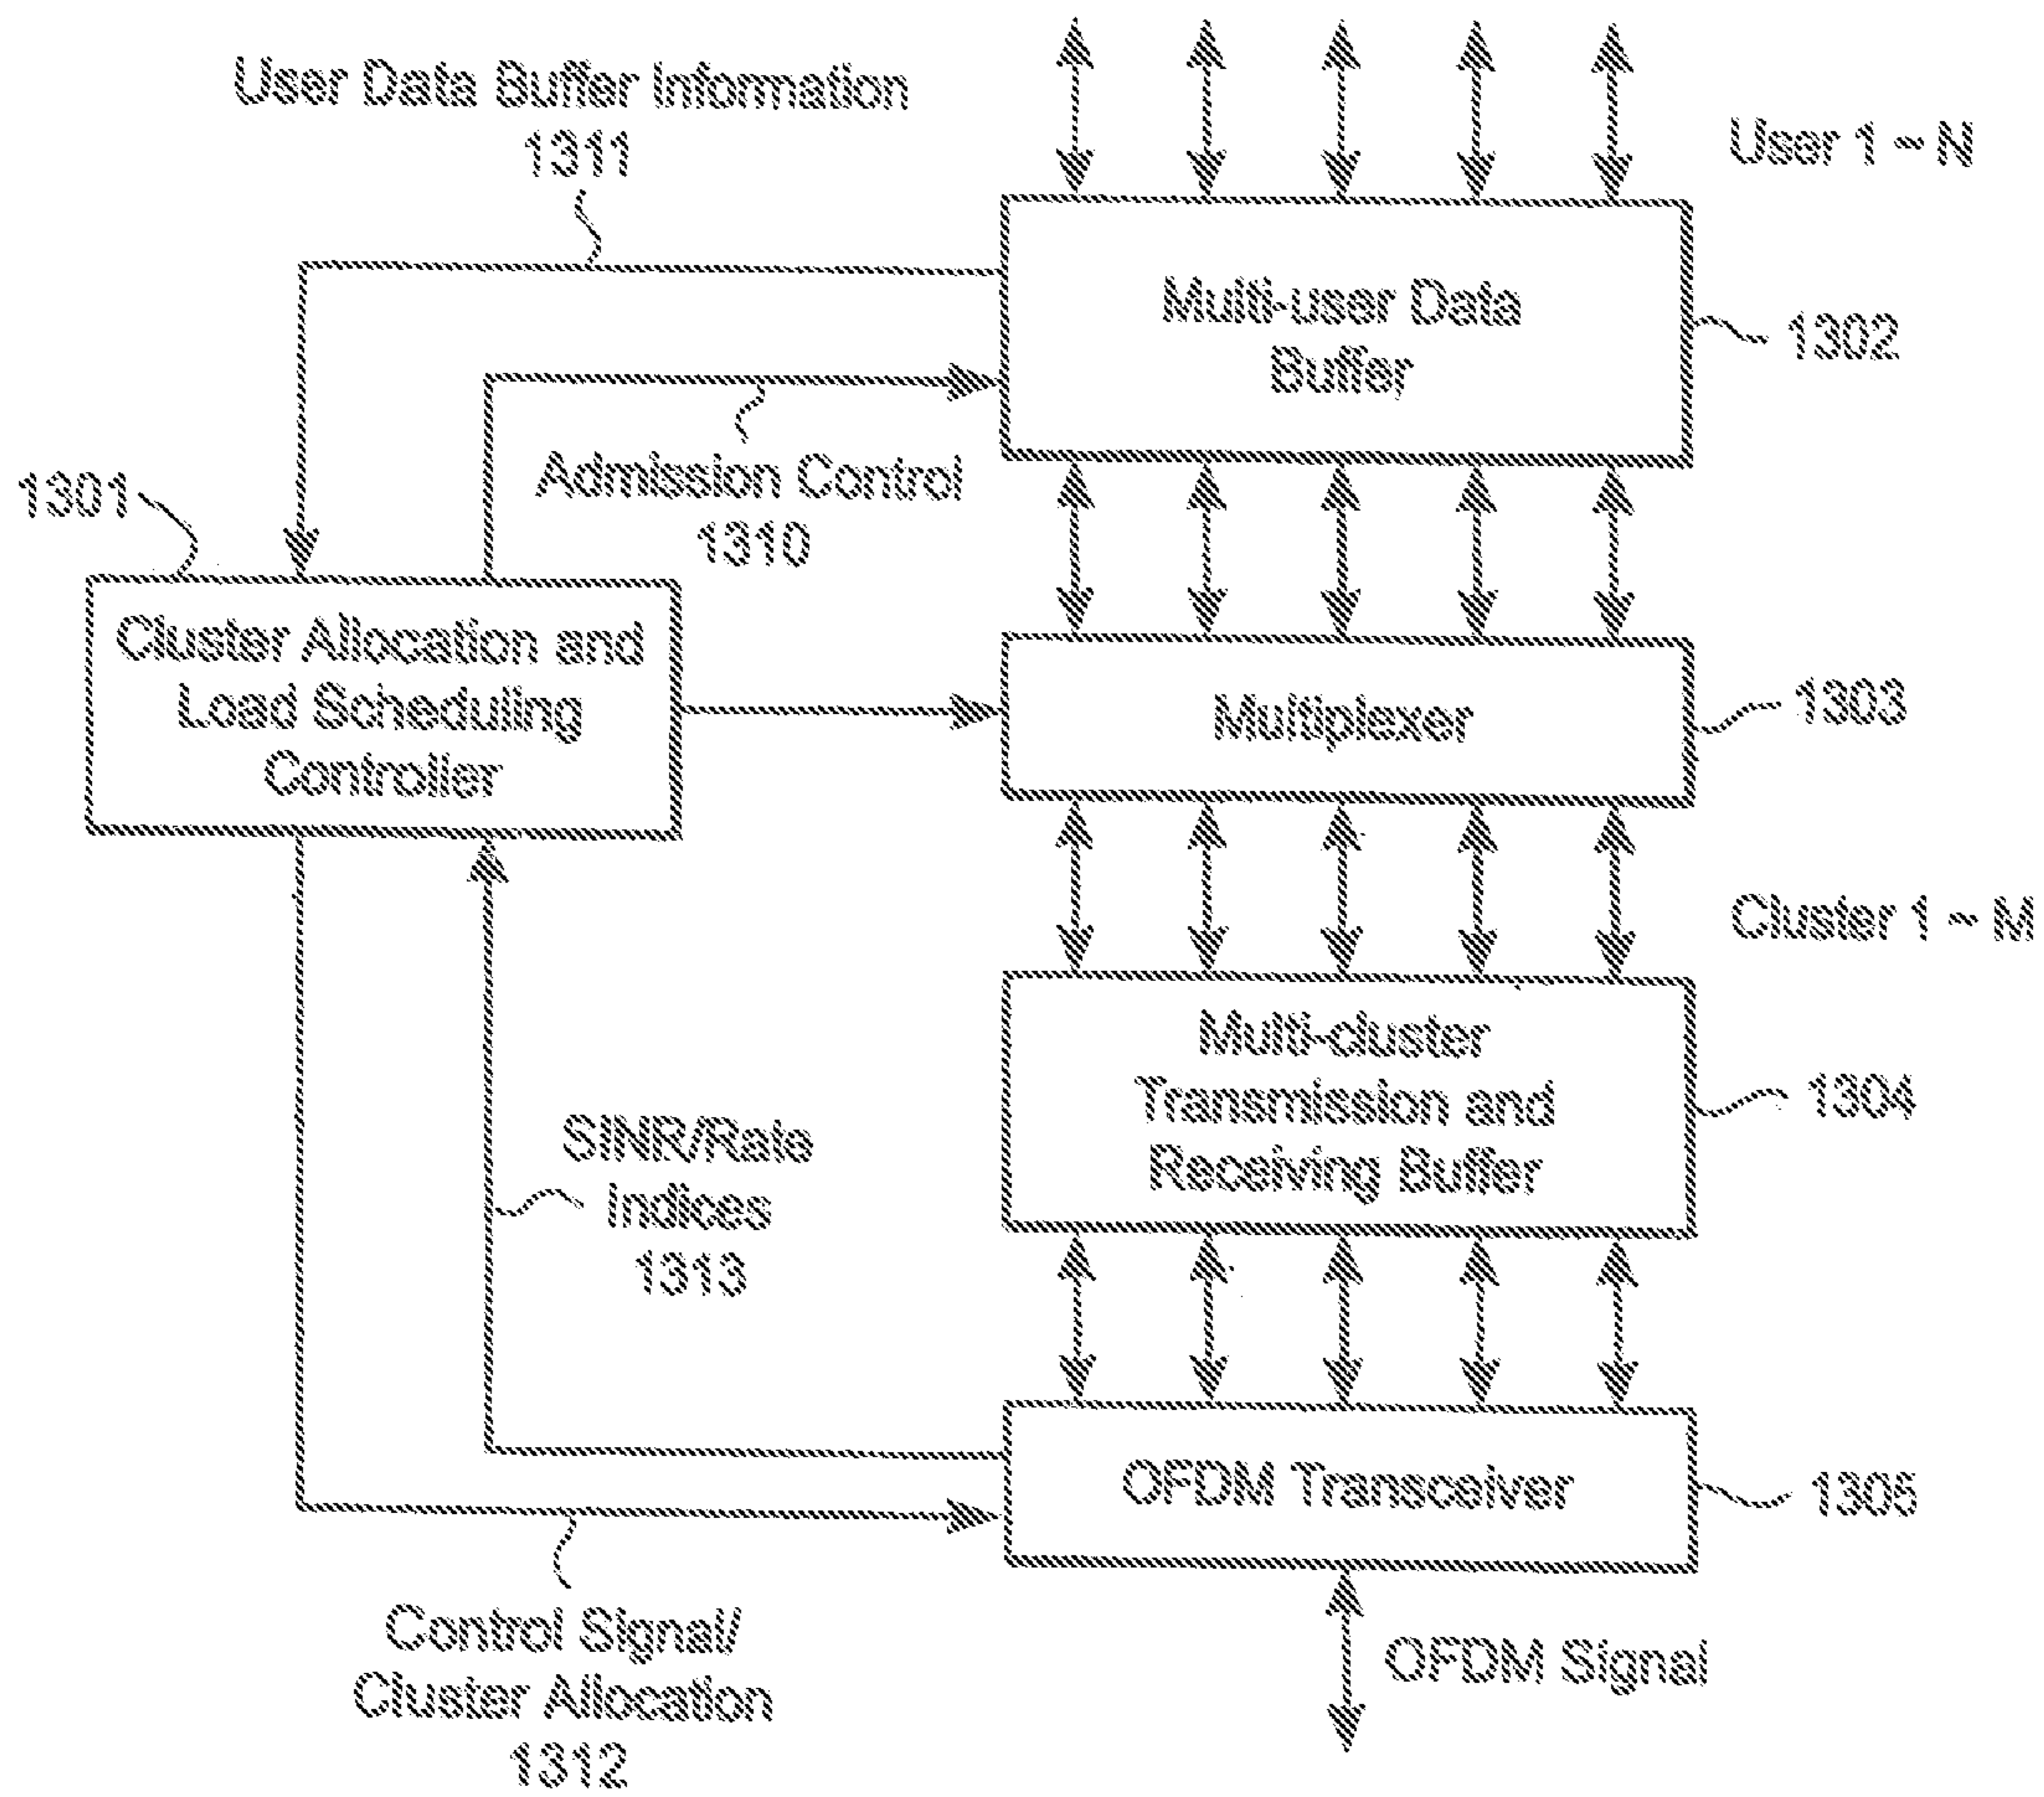 User Data Buffer Information
1311
User 1 ~ N
Multi-user Data
Buffer
1302
Admission Control
1310
1301
Cluster Allocation and
Load Scheduling
Controller
Multiplexer
1303
Cluster 1 ~ M
Multi-cluster
Transmission and
Receiving Buffer
1304
SINR/Rate
Indices
1313
OFDM Transceiver
1305
Control Signal/
Cluster Allocation
1312
OFDM Signal